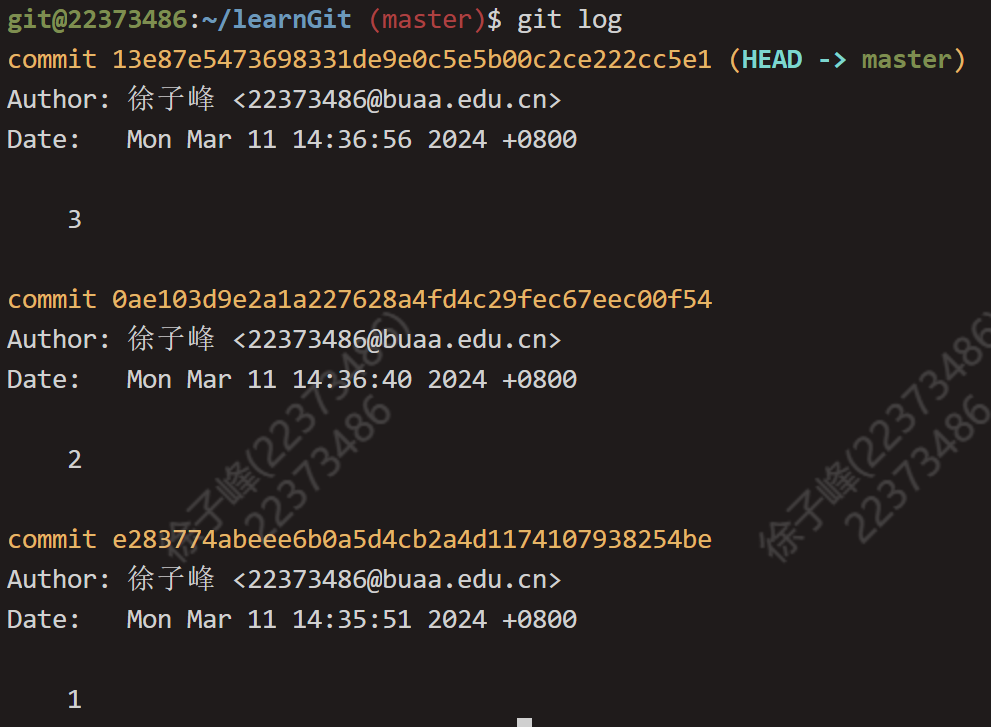 git@22373486:~/learnGit (master)$ git log
commit 13e87e5473698331de9e0c5e5b00c2ce222cc5e1 (HEAD -> master)
Author: 徐子峰 <22373486@buaa.edu.cn>
Date:   Mon Mar 11 14:36:56 2024 +0800
3
commit 0ae103d9e2a1a227628a4fd4c29fec67eec00f54
Author: 徐子峰 <22373486@buaa.edu.cn>
Date:   Mon Mar 11 14:36:40 2024 +0800
2
commit e283774abeee6b0a5d4cb2a4d1174107938254be
Author: 徐子峰 <22373486@buaa.edu.cn>
Date:   Mon Mar 11 14:35:51 2024 +0800
1
徐子峰(22373486)
22373486
徐子峰(22373486)
22373486